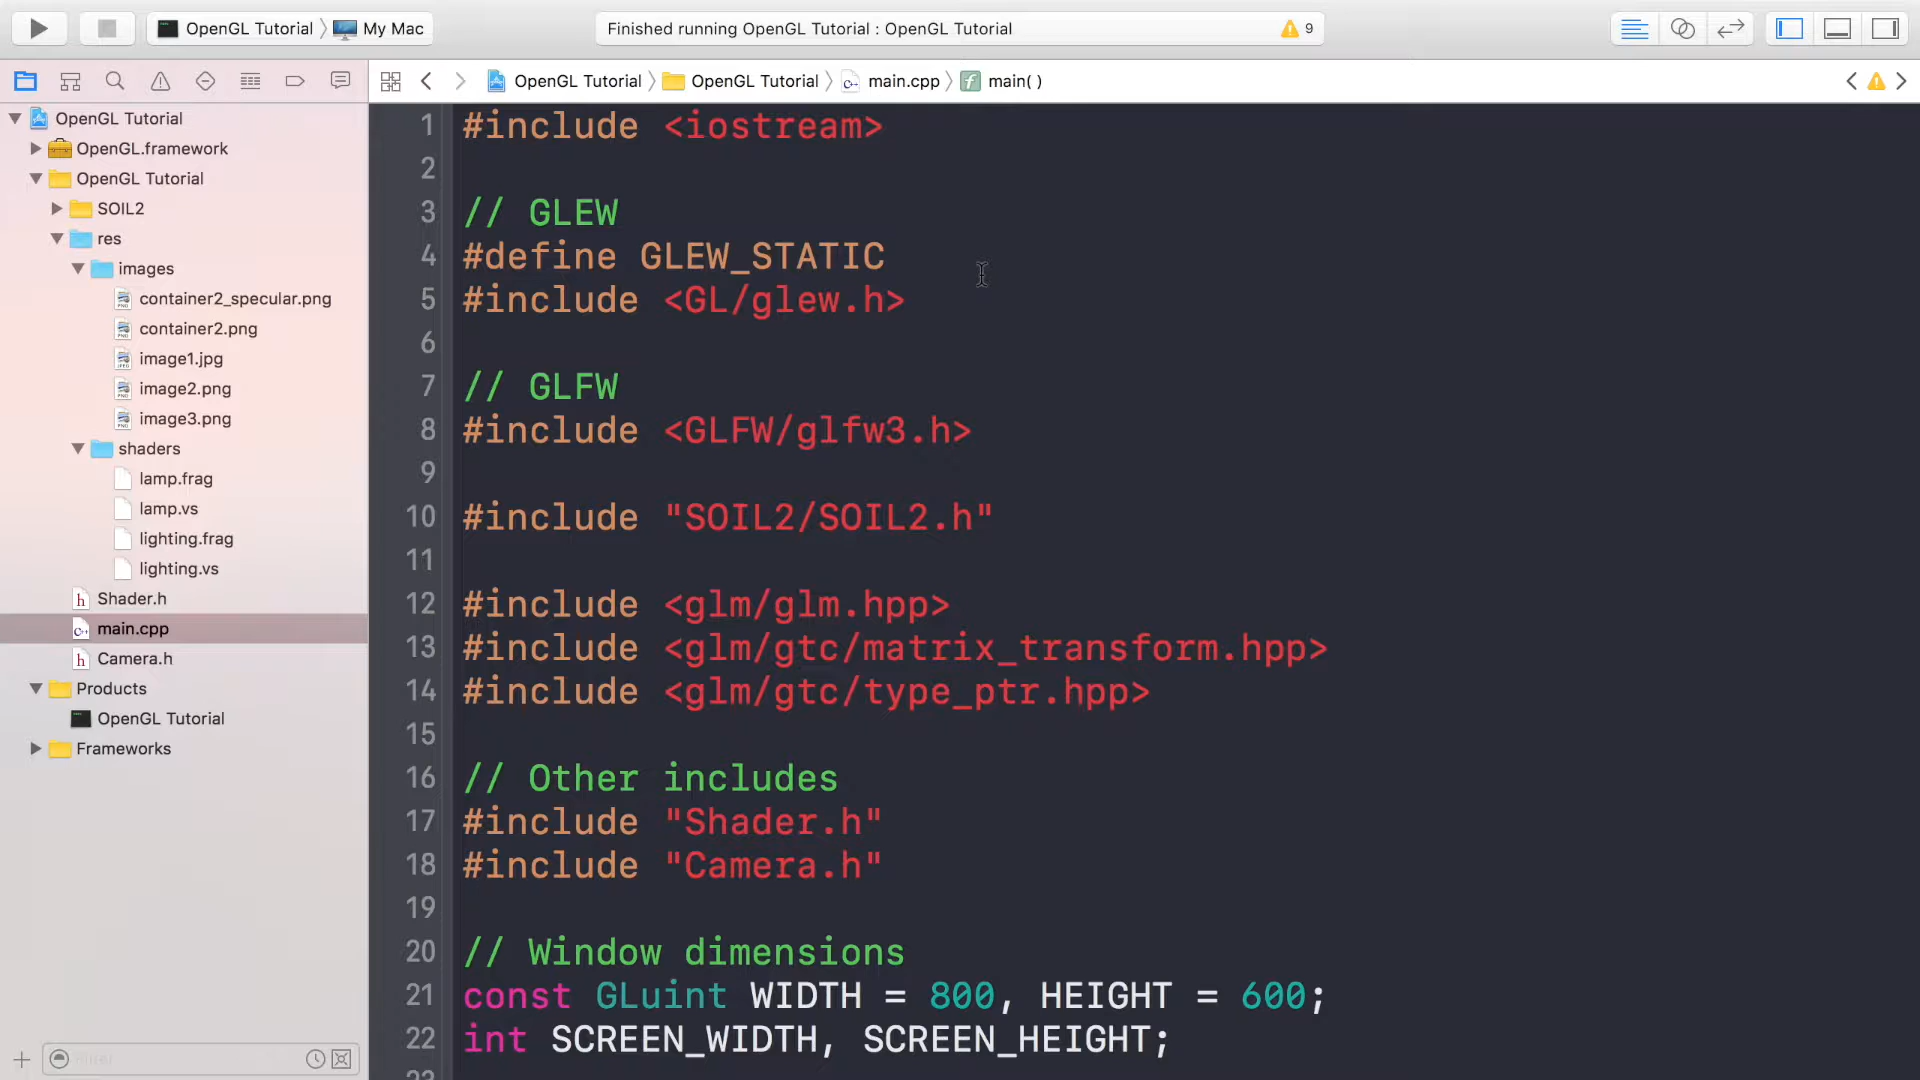 OpenGL Tutorial My Mac
Finished running OpenGL Tutorial : OpenGL Tutorial
9
OpenGL Tutorial OpenGL Tutorial main.cpp main( )
OpenGL Tutorial
OpenGL.framework
OpenGL Tutorial
SOIL2
res
images
container2_specular.png
container2.png
image1.jpg
image2.png
image3.png
shaders
lamp.frag
lamp.vs
lighting.frag
lighting.vs
Shader.h
main.cpp
Camera.h
Products
OpenGL Tutorial
Frameworks
Filter
1 #include <iostream>
2
3 // GLEW
4 #define GLEW_STATIC
5 #include <GL/glew.h>
6
7 // GLFW
8 #include <GLFW/glfw3.h>
9
10 #include "SOIL2/SOIL2.h"
11
12 #include <glm/glm.hpp>
13 #include <glm/gtc/matrix_transform.hpp>
14 #include <glm/gtc/type_ptr.hpp>
15
16 // Other includes
17 #include "Shader.h"
18 #include "Camera.h"
19
20 // Window dimensions
21 const GLuint WIDTH = 800, HEIGHT = 600;
22 int SCREEN_WIDTH, SCREEN_HEIGHT;
23